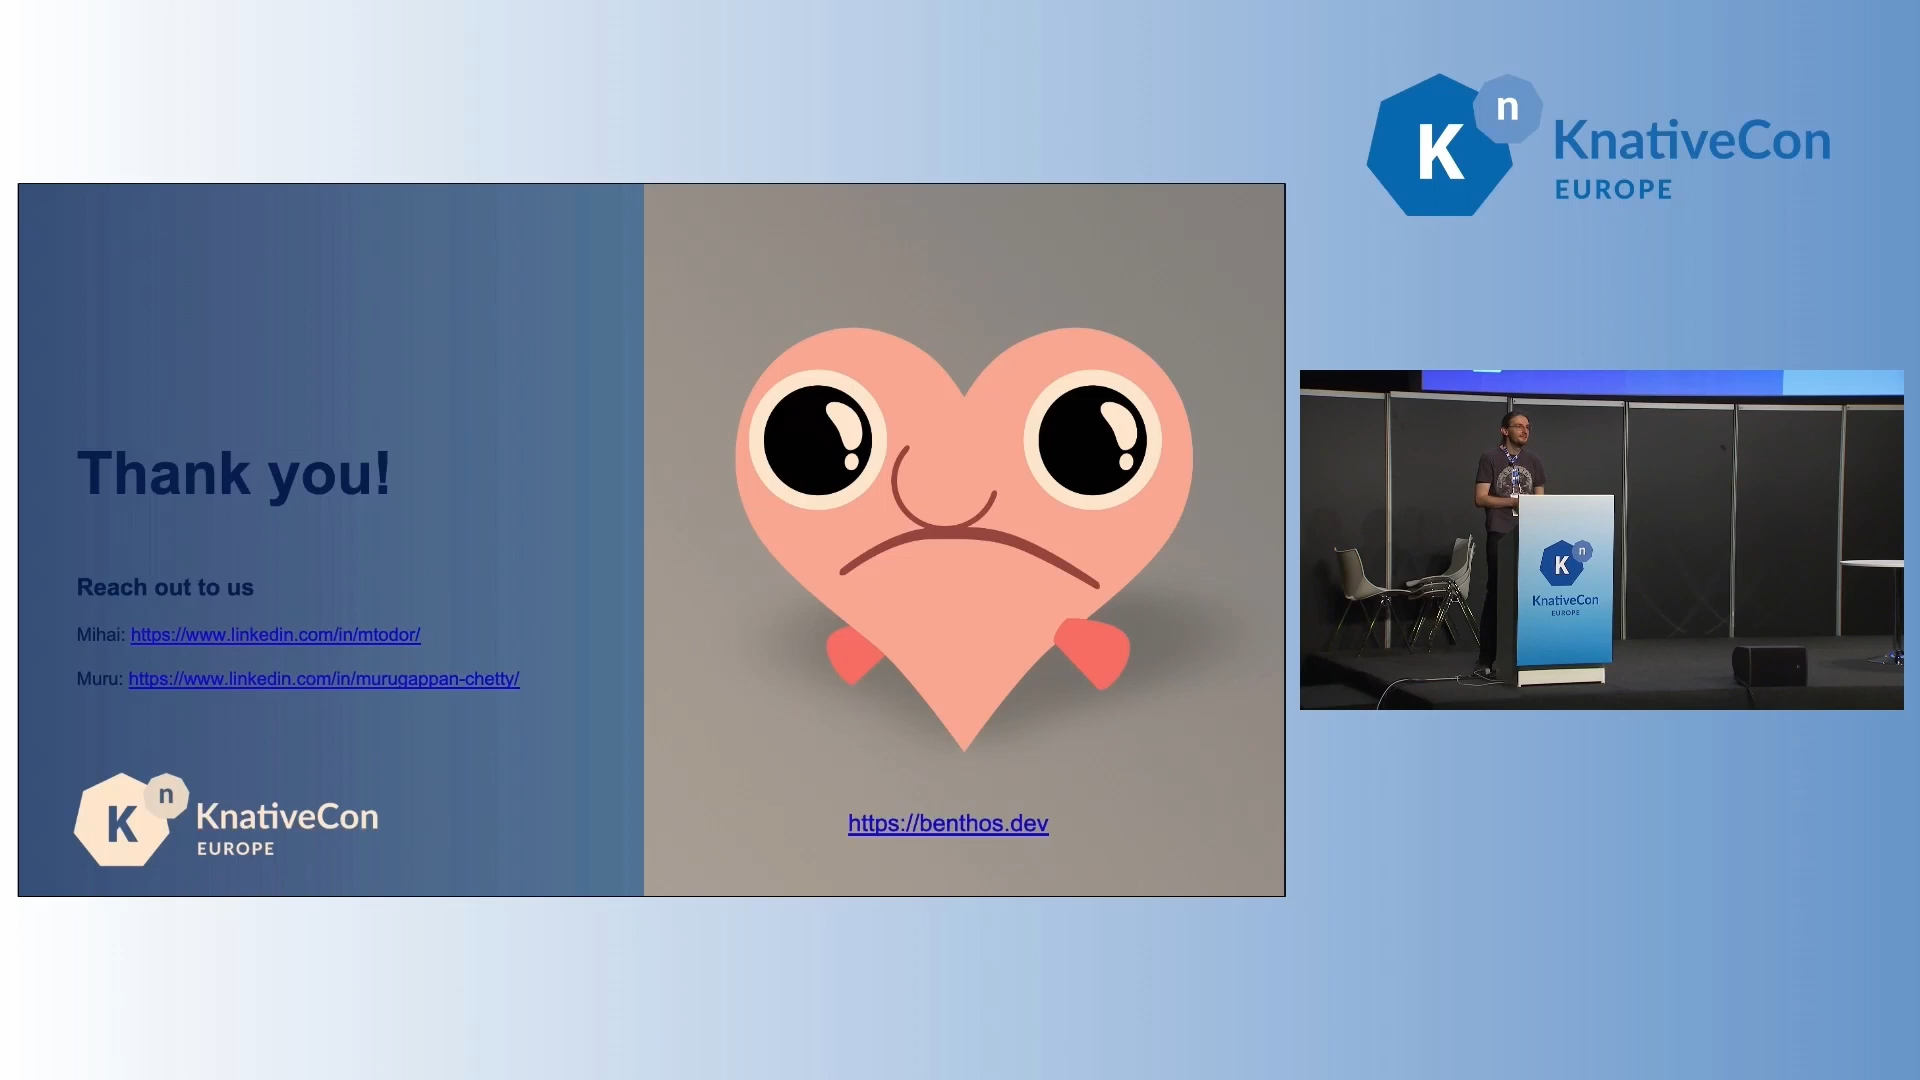 K n
KnativeCon
EUROPE
Thank you!
Reach out to us
Mihai: https://www.linkedin.com/in/mtodor/
Muru: https://www.linkedin.com/in/murugappan-chetty/
K n
KnativeCon
EUROPE
https://benthos.dev
K n
KnativeCon
EUROPE